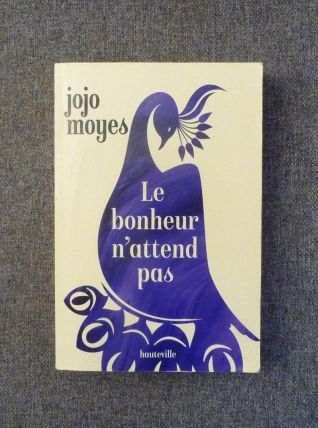 jojo
moyes
Le
bonheur
n'attend
pas
hauteville